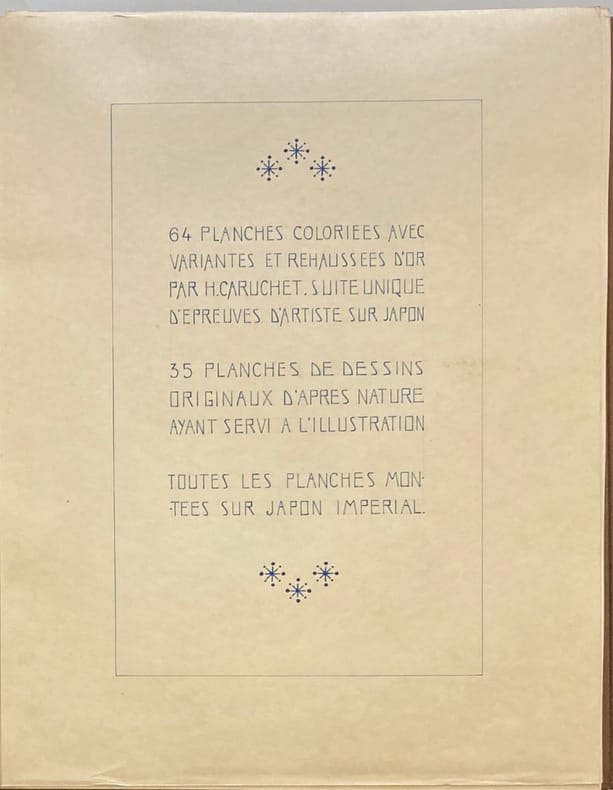 64 PLANCHES COLORIEES AVEC
VARIANTES ET REHAUSSEES D'OR
PAR H.CARUCHET. SUITE UNIQUE
D'EPREUVES D'ARTISTE SUR JAPON
35 PLANCHES DE DESSINS
ORIGINAUX D'APRES NATURE
AYANT SERVI A L'ILLUSTRATION
TOUTES LES PLANCHES MON-
-TEES SUR JAPON IMPERIAL.